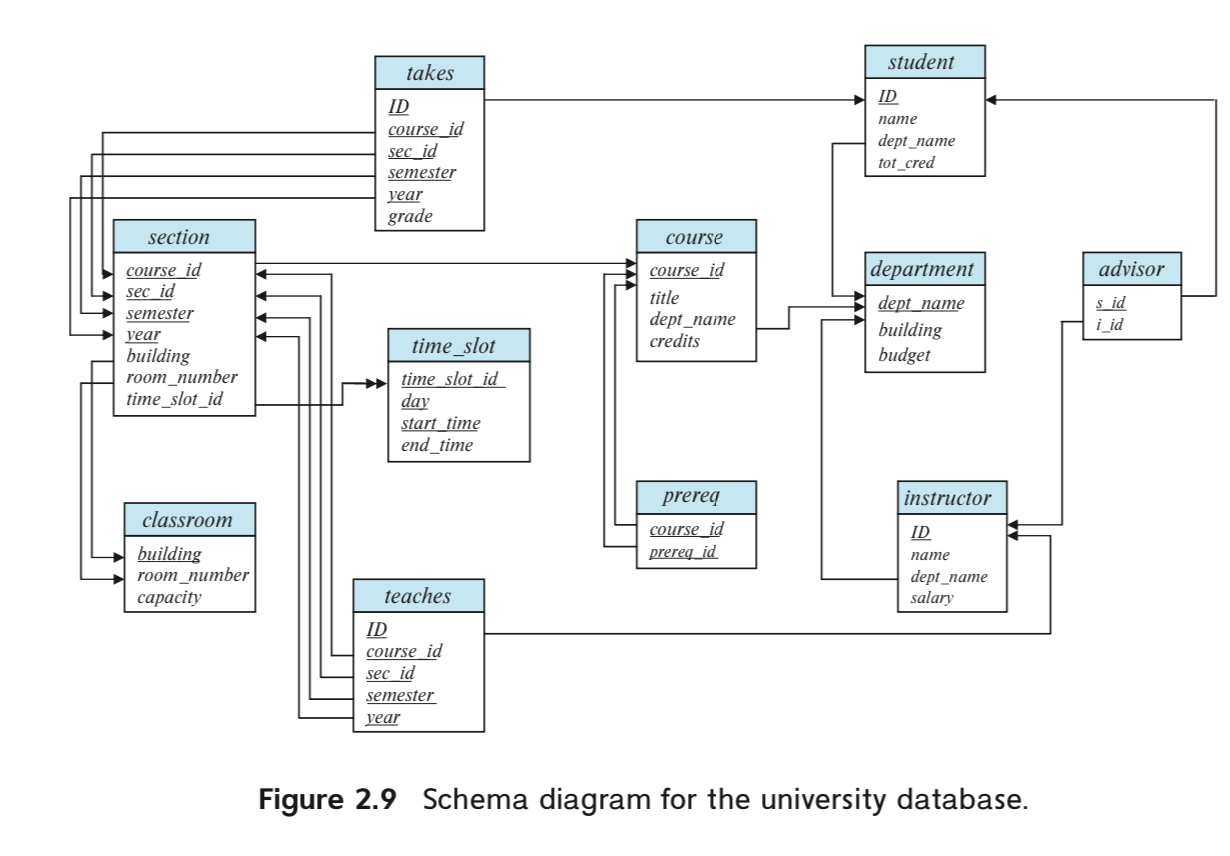 takes
ID
course_id
sec_id
semester
year
grade
student
ID
name
dept_name
tot_cred
section
course_id
sec_id
semester
year
building
room_number
time_slot_id
course
course_id
title
dept_name
credits
department
dept_name
building
budget
advisor
s_id
i_id
time_slot
time_slot_id
day
start_time
end_time
classroom
building
room_number
capacity
prereq
course_id
prereq_id
instructor
ID
name
dept_name
salary
teaches
ID
course_id
sec_id
semester
year
Figure 2.9 Schema diagram for the university database.